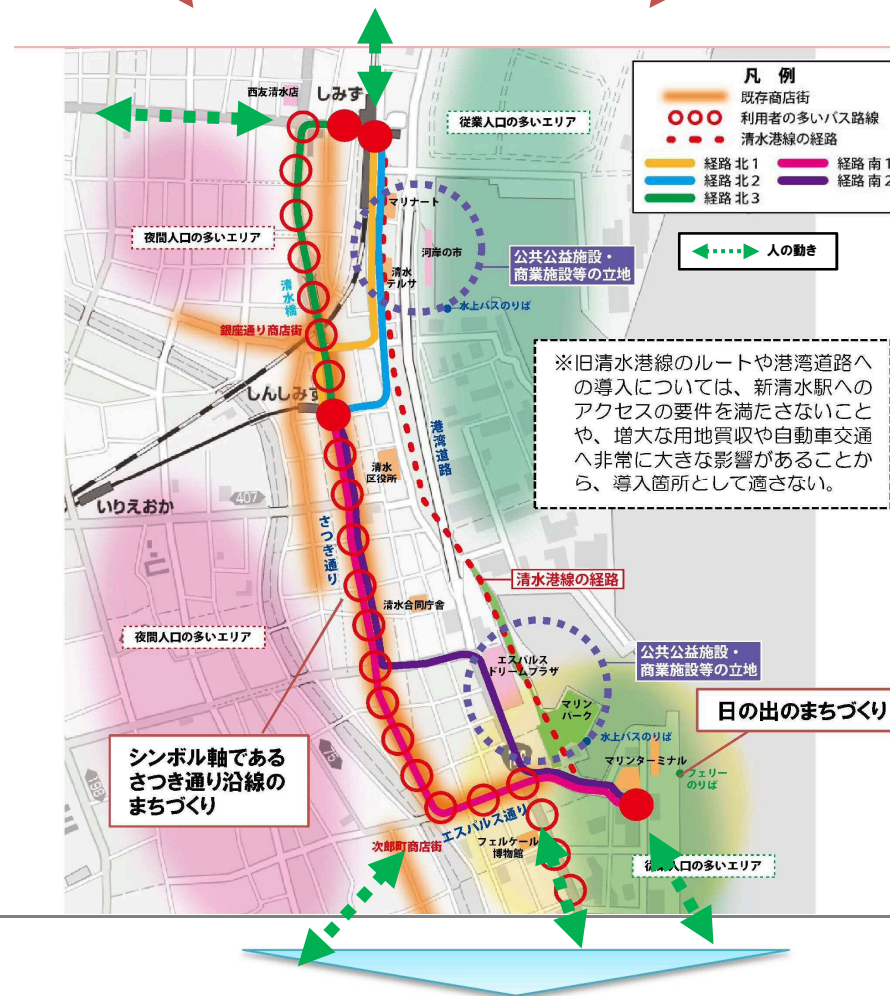 凡　例
既存商店街
利用者の多いバス路線
清水港線の経路
経路北1
経路南1
経路北2
経路南2
経路北3
人の動き
西友清水店
しみず
従業人口の多いエリア
マリナート
夜間人口の多いエリア
河岸の市
公共公益施設・
商業施設等の立地
清水
テルサ
清水橋
水上バスのりば
銀座通り商店街
※旧清水港線のルートや港湾道路へ
の導入については、新清水駅への
アクセスの要件を満たさないこと
や、増大な用地買収や自動車交通
へ非常に大きな影響があることか
ら、導入箇所として適さない。
しんしみず
港湾道路
清水
区役所
いりえおか
407
さつき通り
清水港線の経路
清水合同庁舎
夜間人口の多いエリア
公共公益施設・
商業施設等の立地
エスパルス
ドリームプラザ
マリン
パーク
日の出のまちづくり
シンボル軸である
さつき通り沿線の
まちづくり
水上バスのりば
マリンターミナル
フェリー
のりば
75
198
エスパルス通り
次郎町商店街
フェルケール
博物館
従業人口の多いエリア